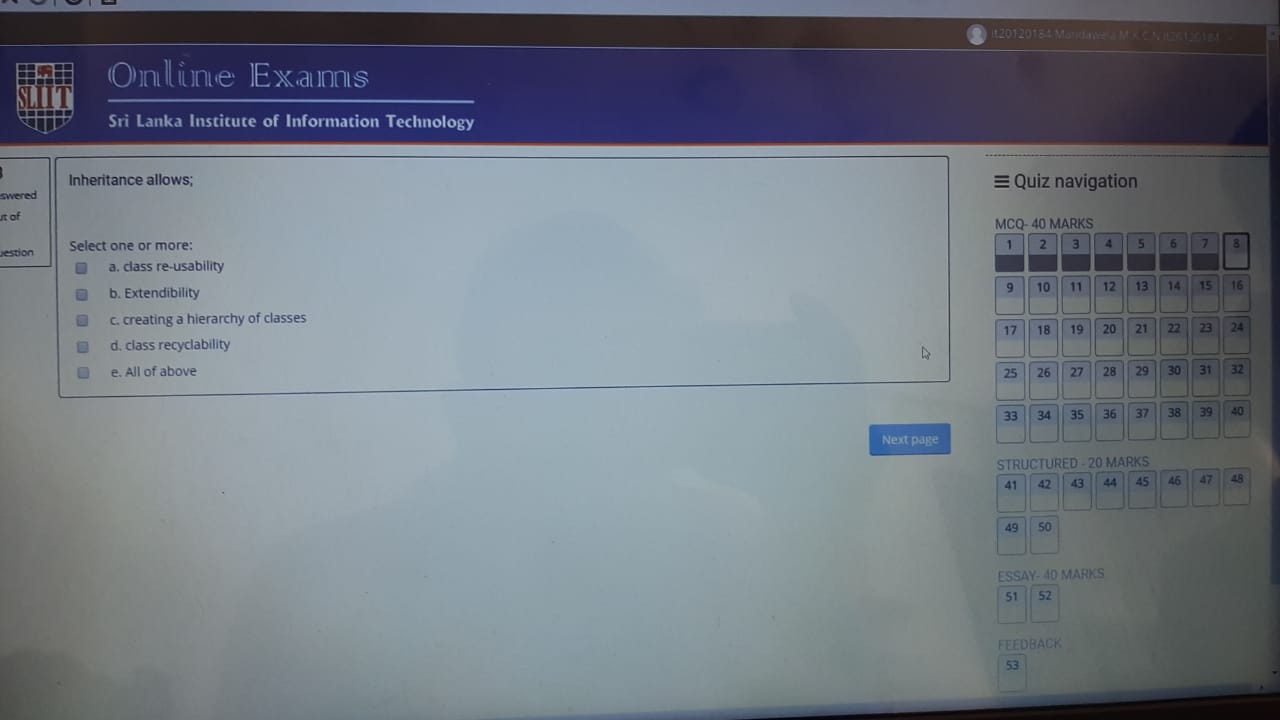 it20120184 Mandawela M.K.C.N it20120184
SLIIT
Online Exams
Sri Lanka Institute of Information Technology
swered
ut of
uestion
Inheritance allows;
Select one or more:
a. class re-usability
b. Extendibility
c. creating a hierarchy of classes
d. class recyclability
e. All of above
Next page
Quiz navigation
MCQ- 40 MARKS
1 2 3 4 5 6 7 8
9 10 11 12 13 14 15 16
17 18 19 20 21 22 23 24
25 26 27 28 29 30 31 32
33 34 35 36 37 38 39 40
STRUCTURED - 20 MARKS
41 42 43 44 45 46 47 48
49 50
ESSAY- 40 MARKS
51 52
FEEDBACK
53